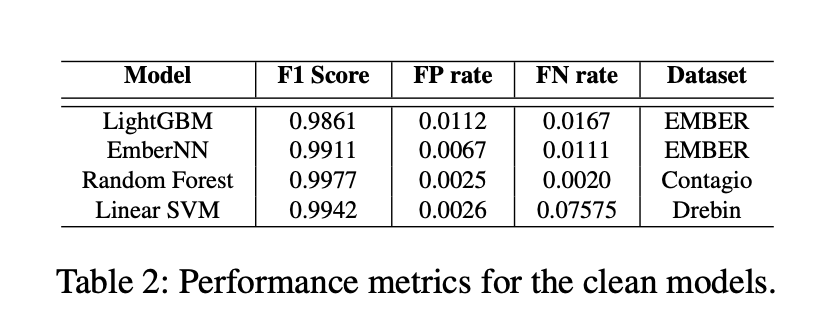 Model F1 Score FP rate FN rate Dataset
LightGBM 0.9861 0.0112 0.0167 EMBER
EmberNN 0.9911 0.0067 0.0111 EMBER
Random Forest 0.9977 0.0025 0.0020 Contagio
Linear SVM 0.9942 0.0026 0.07575 Drebin
Table 2: Performance metrics for the clean models.